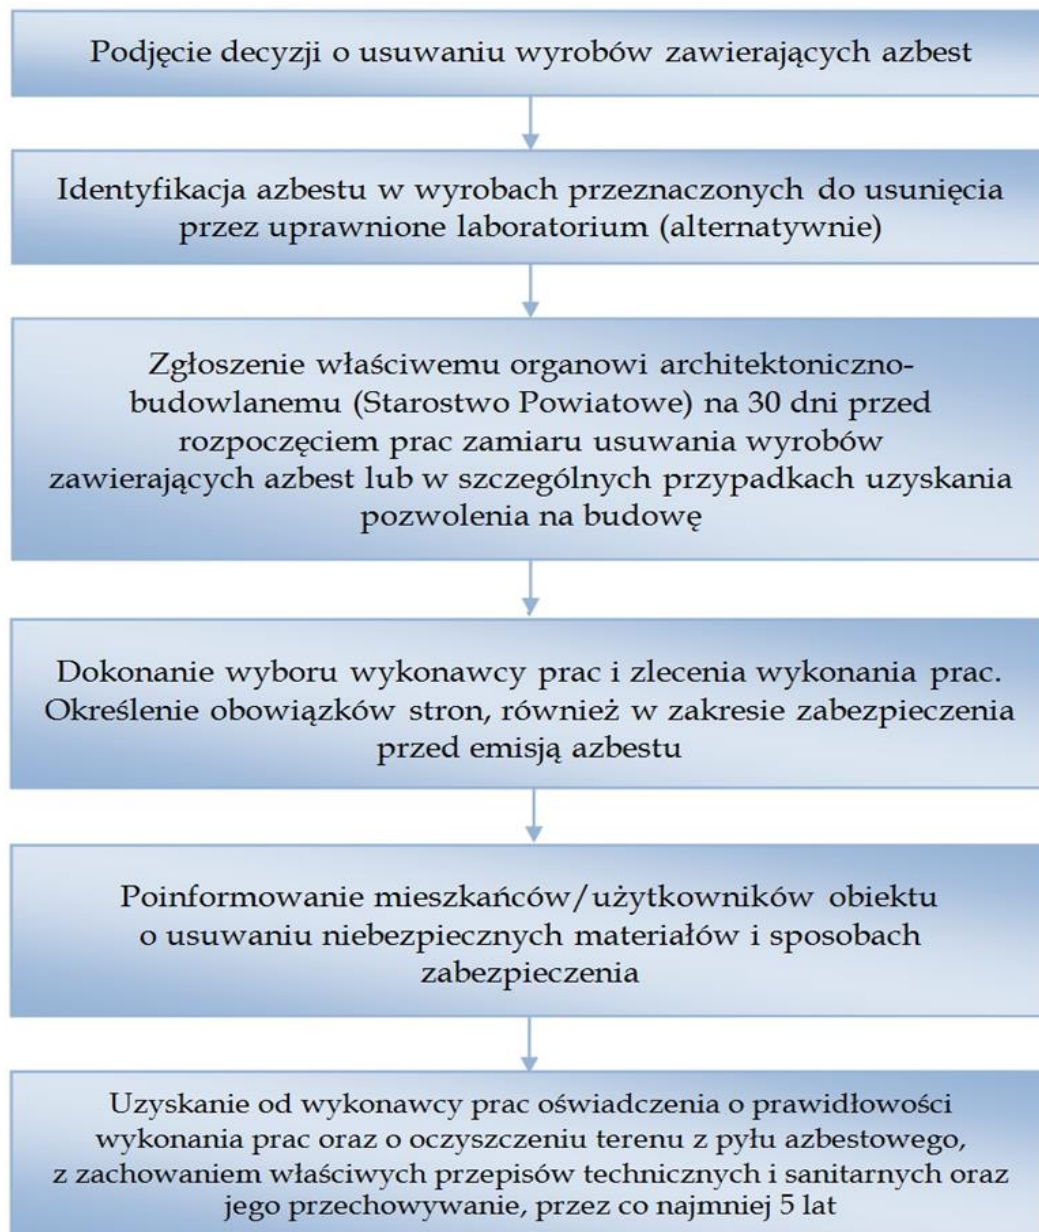 Podjęcie decyzji o usuwaniu wyrobów zawierających azbest
Identyfikacja azbestu w wyrobach przeznaczonych do usunięcia
przez uprawnione laboratorium (alternatywnie)
Zgłoszenie właściwemu organowi architektoniczno-
budowlanemu (Starostwo Powiatowe) na 30 dni przed
rozpoczęciem prac zamiaru usuwania wyrobów
zawierających azbest lub w szczególnych przypadkach uzyskania
pozwolenia na budowę
Dokonanie wyboru wykonawcy prac i zlecenia wykonania prac.
Określenie obowiązków stron, również w zakresie zabezpieczenia
przed emisją azbestu
Poinformowanie mieszkańców/użytkowników obiektu
o usuwaniu niebezpiecznych materiałów i sposobach
zabezpieczenia
Uzyskanie od wykonawcy prac oświadczenia o prawidłowości
wykonania prac oraz o oczyszczeniu terenu z pyłu azbestowego,
z zachowaniem właściwych przepisów technicznych i sanitarnych oraz
jego przechowywanie, przez co najmniej 5 lat